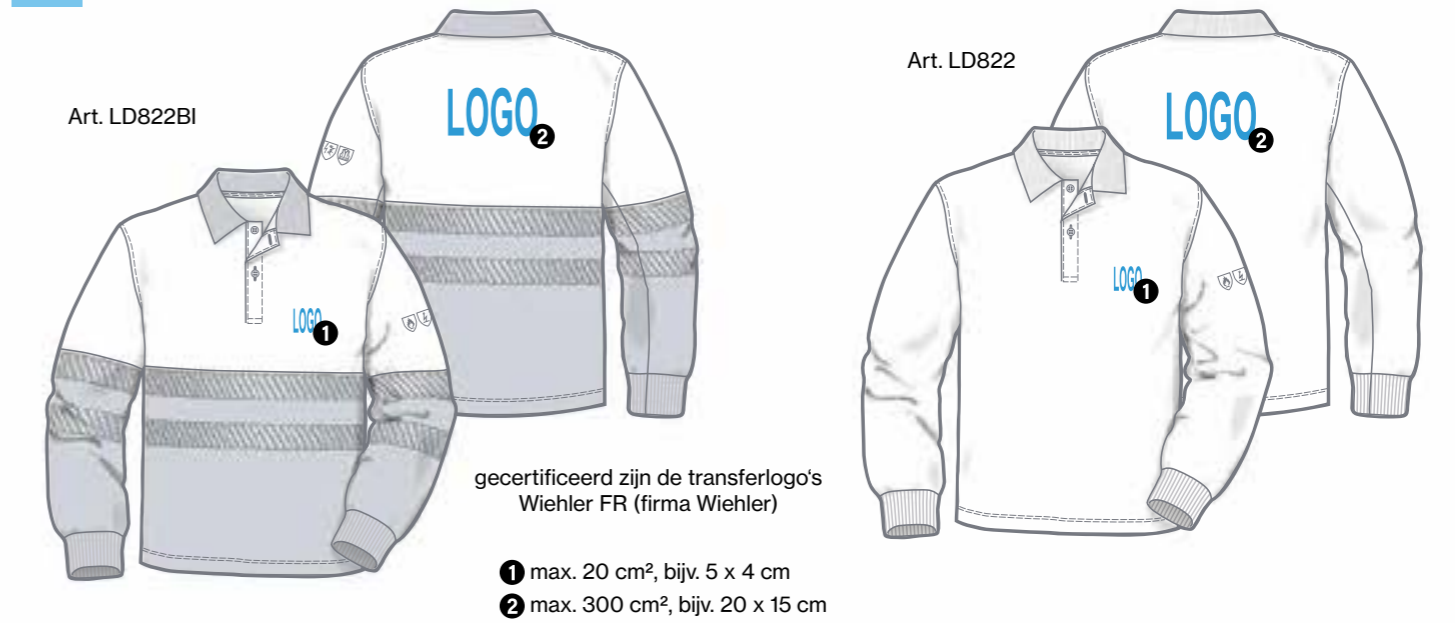 Art. LD822BI
LOGO 2
LOGO 1
Art. LD822
LOGO 2
LOGO 1
gecertificeerd zijn de transferlogo‘s
Wiehler FR (firma Wiehler)
1 max. 20 cm², bijv. 5 x 4 cm
2 max. 300 cm², bijv. 20 x 15 cm